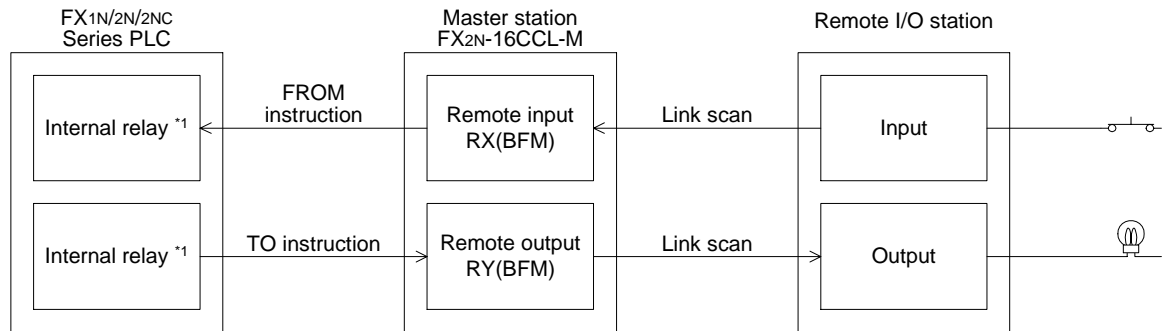 FX1N/2N/2NC
Series PLC
Master station
FX2N-16CCL-M
Remote I/O station
Internal relay *1
FROM
instruction
Remote input
RX(BFM)
Link scan
Input
Internal relay *1
TO instruction
Remote output
RY(BFM)
Link scan
Output